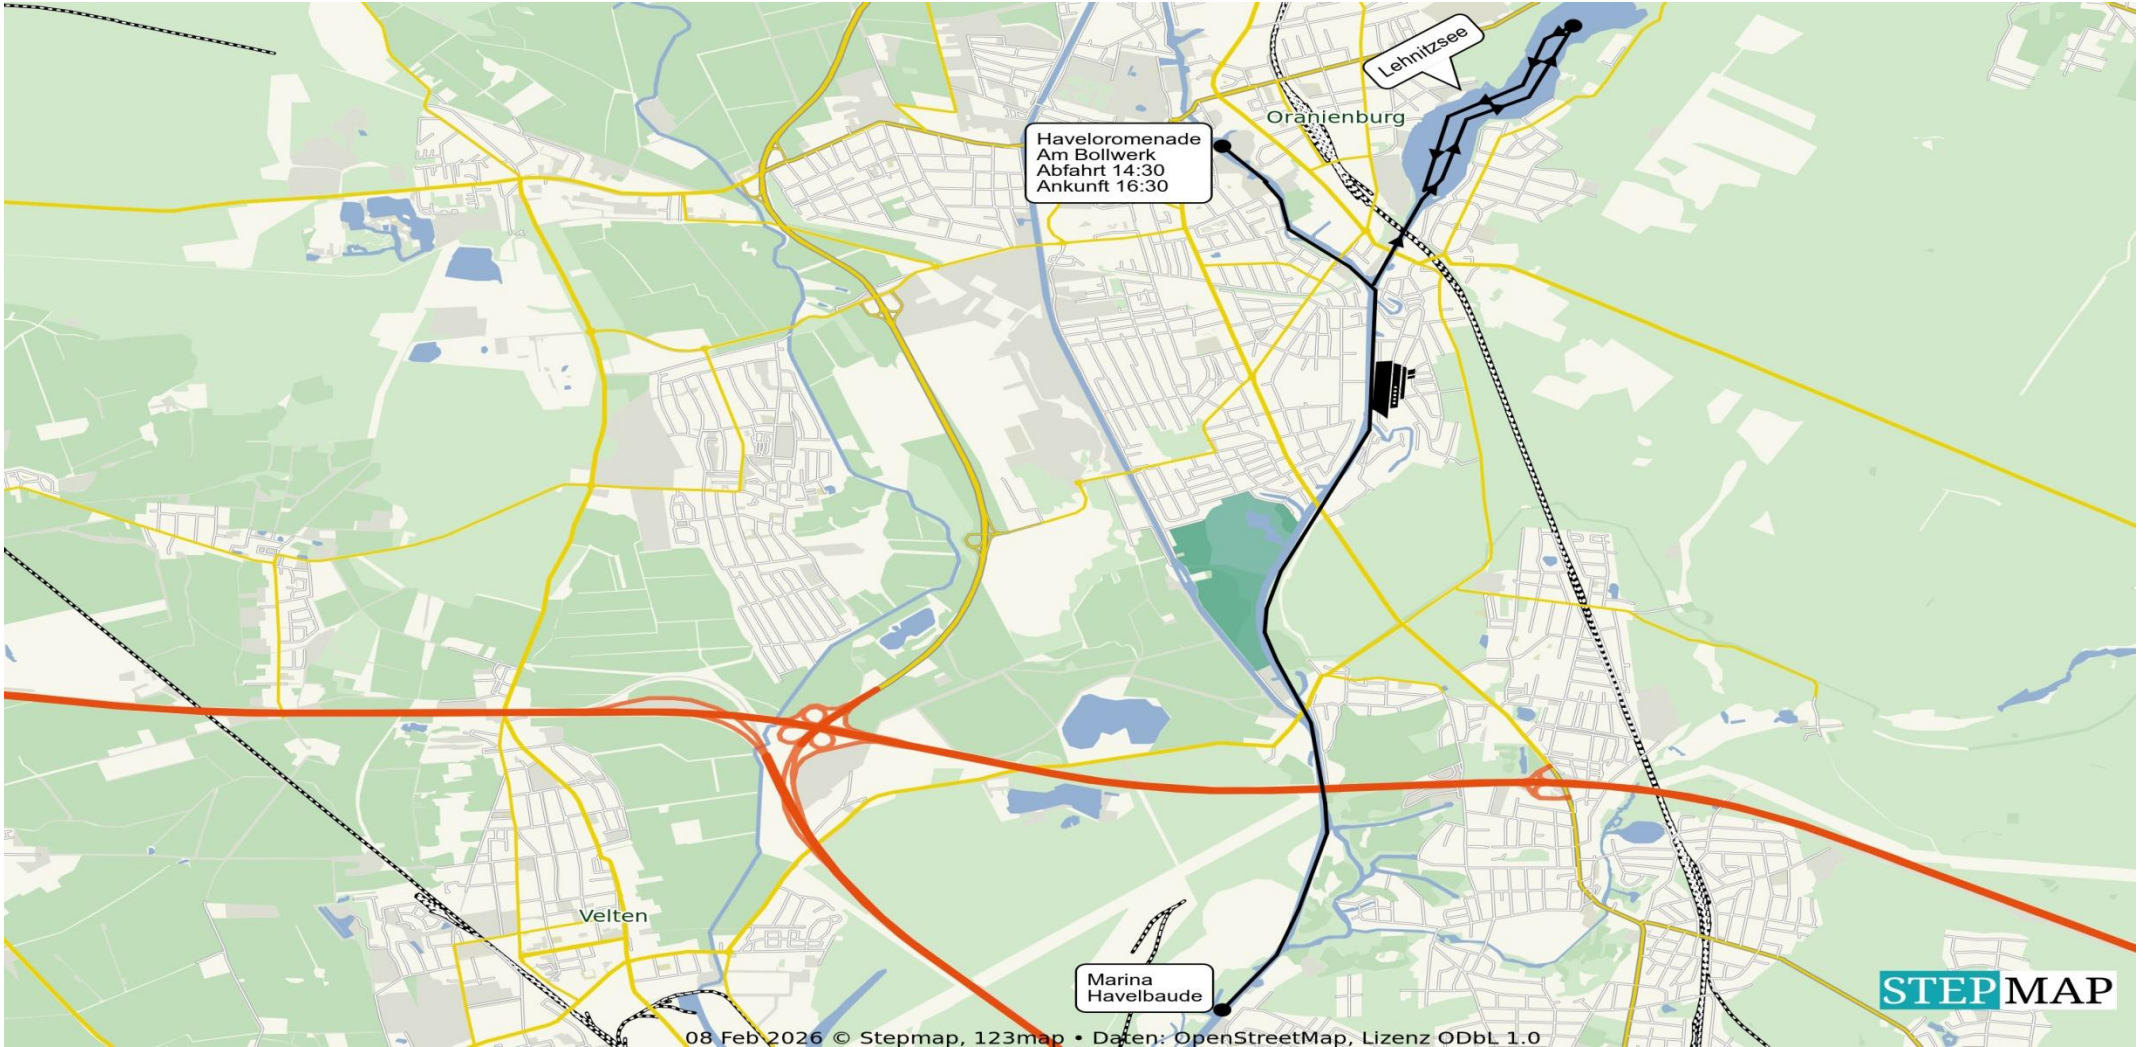 Lehnitzsee
Oranienburg
Haveloromenade
Am Bollwerk
Abfahrt 14:30
Ankunft 16:30
Velten
Marina
Havelbaude
STEPMAP
08 Feb 2026 © Stepmap, 123map • Daten: OpenStreetMap, Lizenz ODbL 1.0